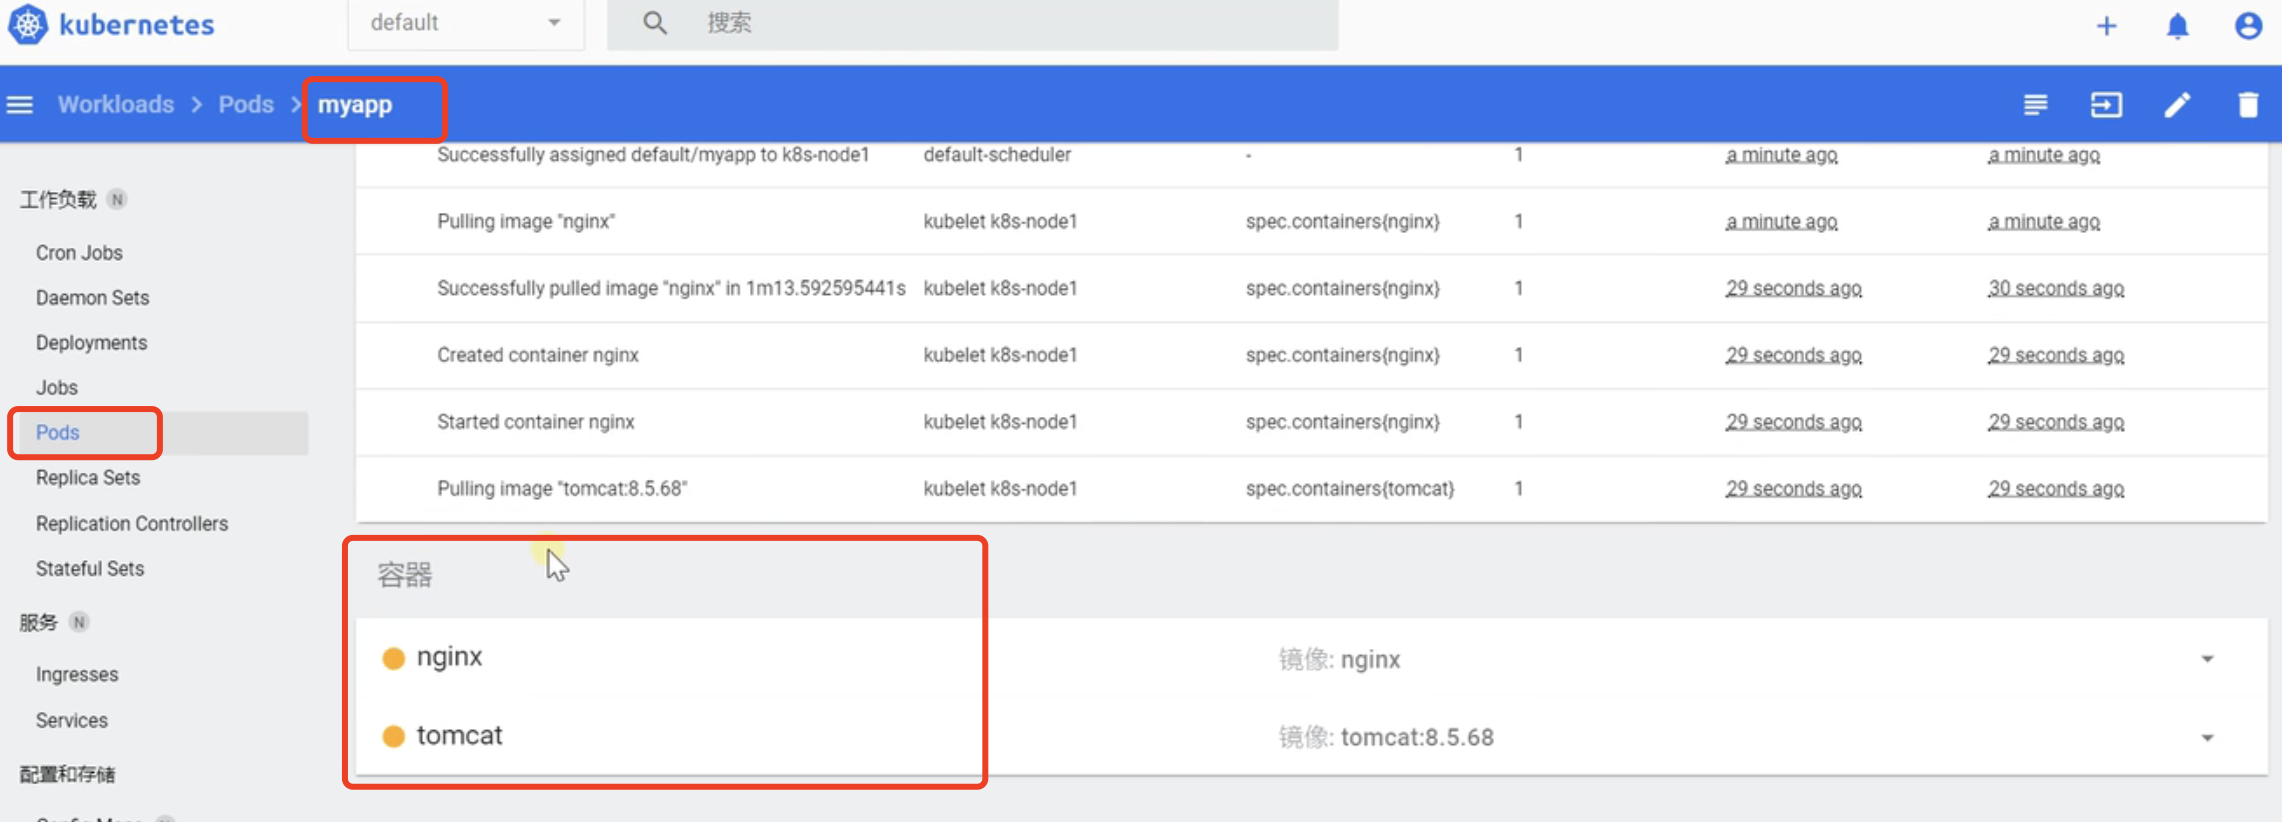 kubernetes
default
搜索
Workloads > Pods > myapp
工作负载 N
Cron Jobs
Daemon Sets
Deployments
Jobs
Pods
Replica Sets
Replication Controllers
Stateful Sets
服务 N
Ingresses
Services
配置和存储
Successfully assigned default/myapp to k8s-node1 default-scheduler - 1 a minute ago a minute ago
Pulling image "nginx" kubelet k8s-node1 spec.containers{nginx} 1 a minute ago a minute ago
Successfully pulled image "nginx" in 1m13.592595441s kubelet k8s-node1 spec.containers{nginx} 1 29 seconds ago 30 seconds ago
Created container nginx kubelet k8s-node1 spec.containers{nginx} 1 29 seconds ago 29 seconds ago
Started container nginx kubelet k8s-node1 spec.containers{nginx} 1 29 seconds ago 29 seconds ago
Pulling image "tomcat:8.5.68" kubelet k8s-node1 spec.containers{tomcat} 1 29 seconds ago 29 seconds ago
容器
nginx 镜像: nginx
tomcat 镜像: tomcat:8.5.68